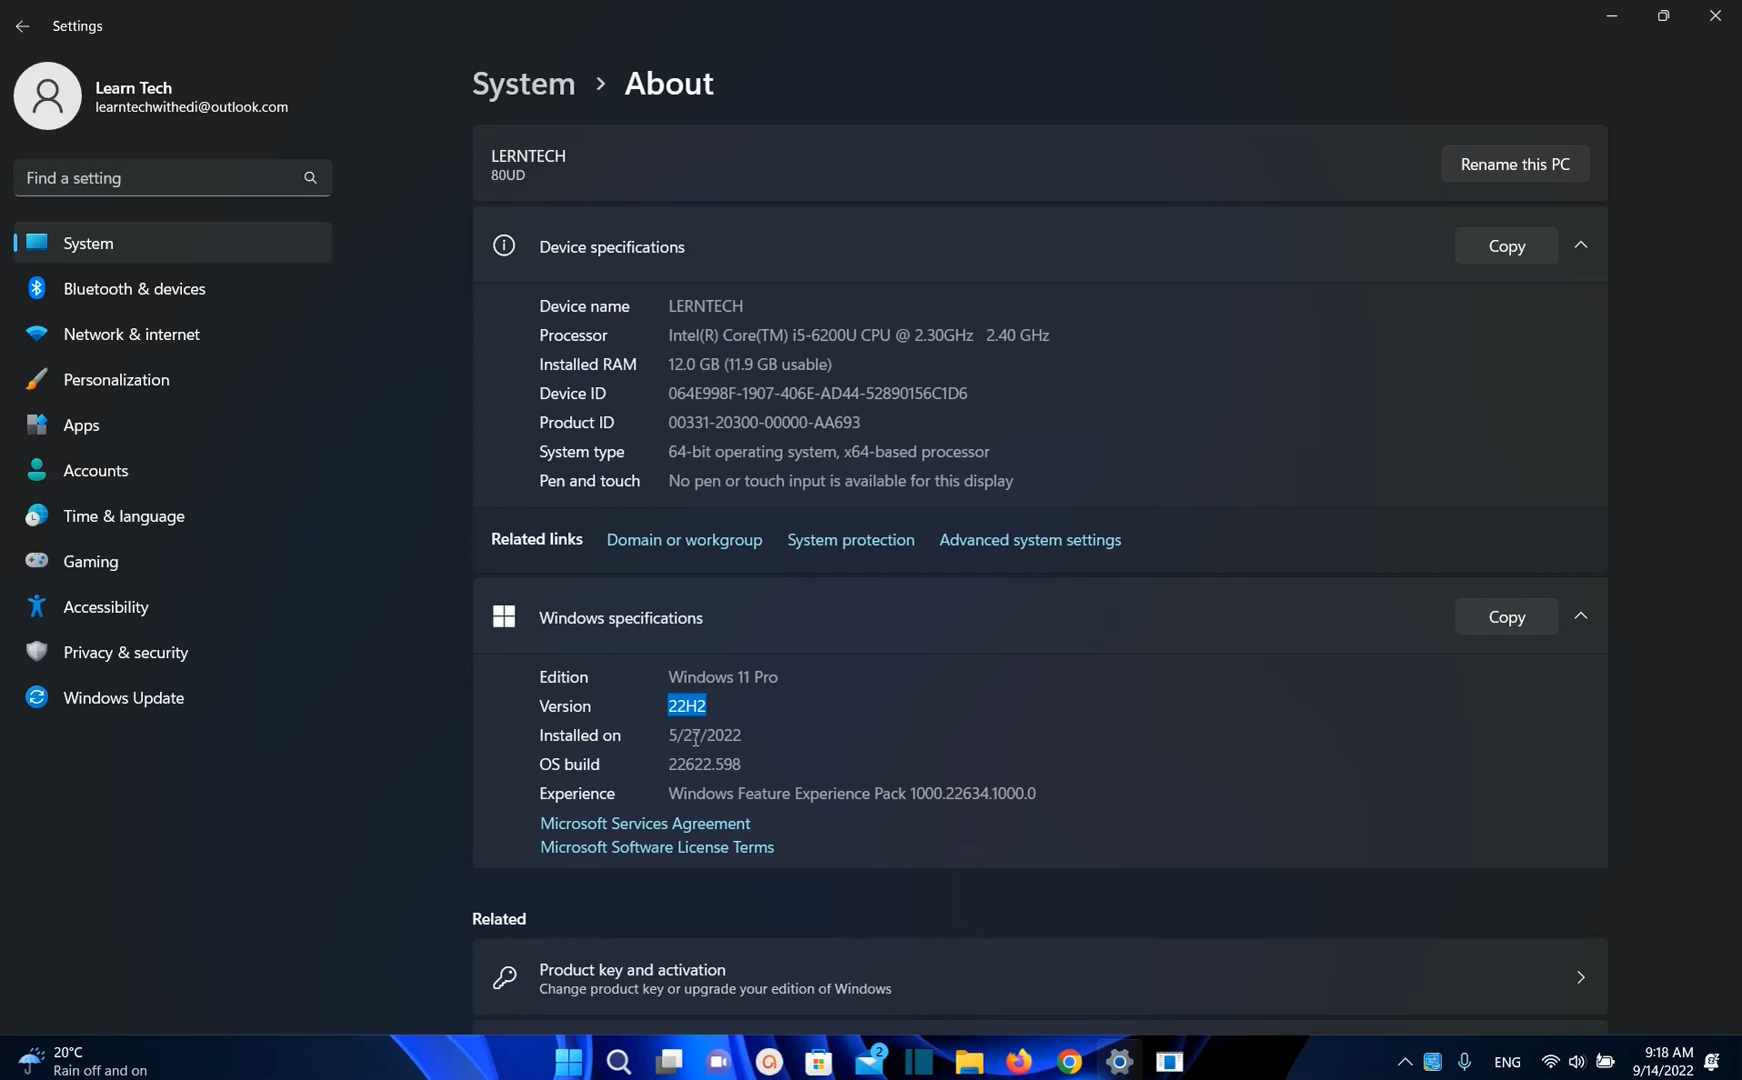 Settings
Learn Tech
learntechwithedi@outlook.com
Find a setting
System
Bluetooth & devices
Network & internet
Personalization
Apps
Accounts
Time & language
Gaming
Accessibility
Privacy & security
Windows Update
System > About
LERNTECH
80UD
Rename this PC
Device specifications
Copy
Device name LERNTECH
Processor Intel(R) Core(TM) i5-6200U CPU @ 2.30GHz 2.40 GHz
Installed RAM 12.0 GB (11.9 GB usable)
Device ID 064E998F-1907-406E-AD44-52890156C1D6
Product ID 00331-20300-00000-AA693
System type 64-bit operating system, x64-based processor
Pen and touch No pen or touch input is available for this display
Related links Domain or workgroup System protection Advanced system settings
Windows specifications
Copy
Edition Windows 11 Pro
Version 22H2
Installed on 5/27/2022
OS build 22622.598
Experience Windows Feature Experience Pack 1000.22634.1000.0
Microsoft Services Agreement
Microsoft Software License Terms
Related
Product key and activation
Change product key or upgrade your edition of Windows
20°C
Rain off and on
2
ENG
9:18 AM
9/14/2022